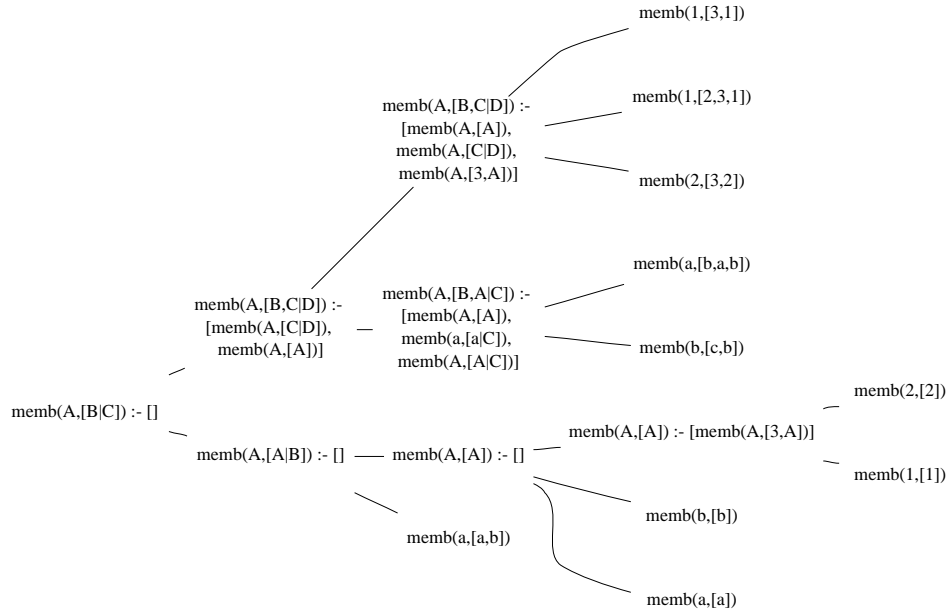 memb(1,[3,1])
memb(A,[B,C|D]) :-
[memb(A,[A]),
memb(A,[C|D]),
memb(A,[3,A])]
memb(1,[2,3,1])
memb(2,[3,2])
memb(A,[B,C|D]) :-
[memb(A,[C|D]),
memb(A,[A])]
memb(A,[B,A|C]) :-
[memb(A,[A]),
memb(a,[a|C]),
memb(A,[A|C])]
memb(a,[b,a,b])
memb(b,[c,b])
memb(A,[B|C]) :- []
memb(A,[A|B]) :- []
memb(A,[A]) :- []
memb(A,[A]) :- [memb(A,[3,A])]
memb(2,[2])
memb(1,[1])
memb(b,[b])
memb(a,[a,b])
memb(a,[a])